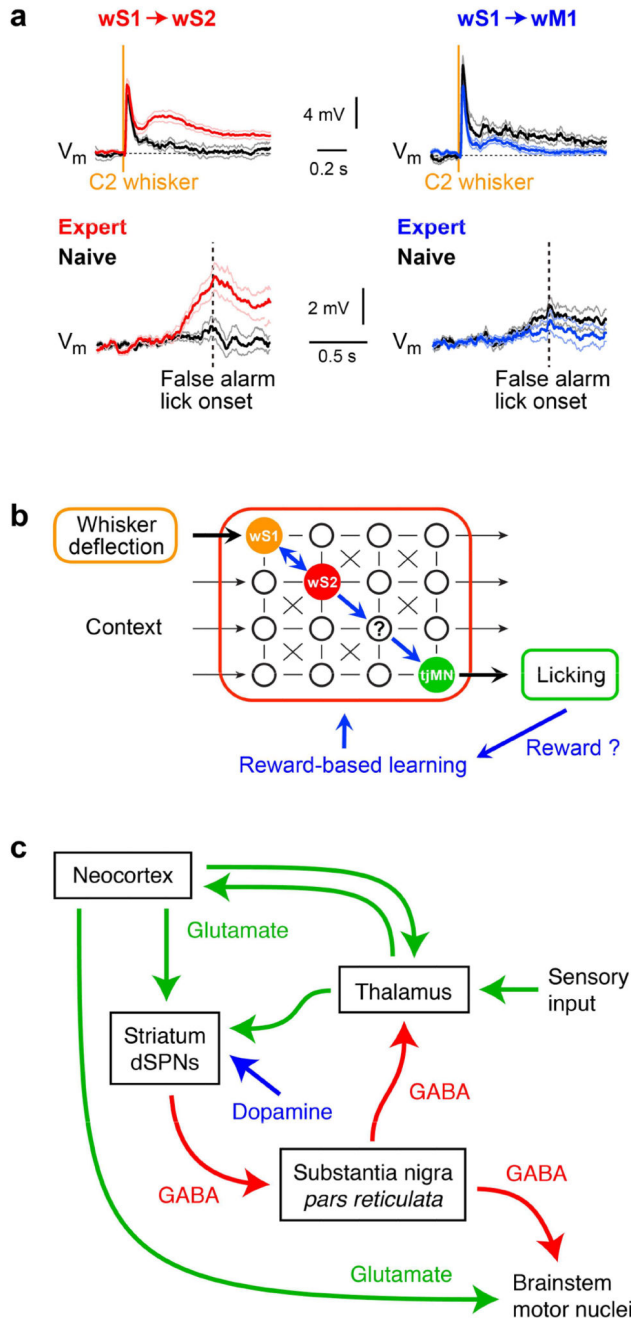 a
wS1 → wS2
wS1 → wM1
4 mV
0.2 s
Vm
C2 whisker
Vm
C2 whisker
Expert
Naive
Expert
Naive
2 mV
0.5 s
Vm
False alarm
lick onset
Vm
False alarm
lick onset
b
Whisker
deflection
wS1
wS2
Context
?
tjMN
Licking
Reward-based learning
Reward ?
c
Neocortex
Glutamate
Thalamus
Sensory
input
Striatum
dSPNs
Dopamine
GABA
GABA
Substantia nigra
pars reticulata
GABA
Glutamate
Brainstem
motor nuclei